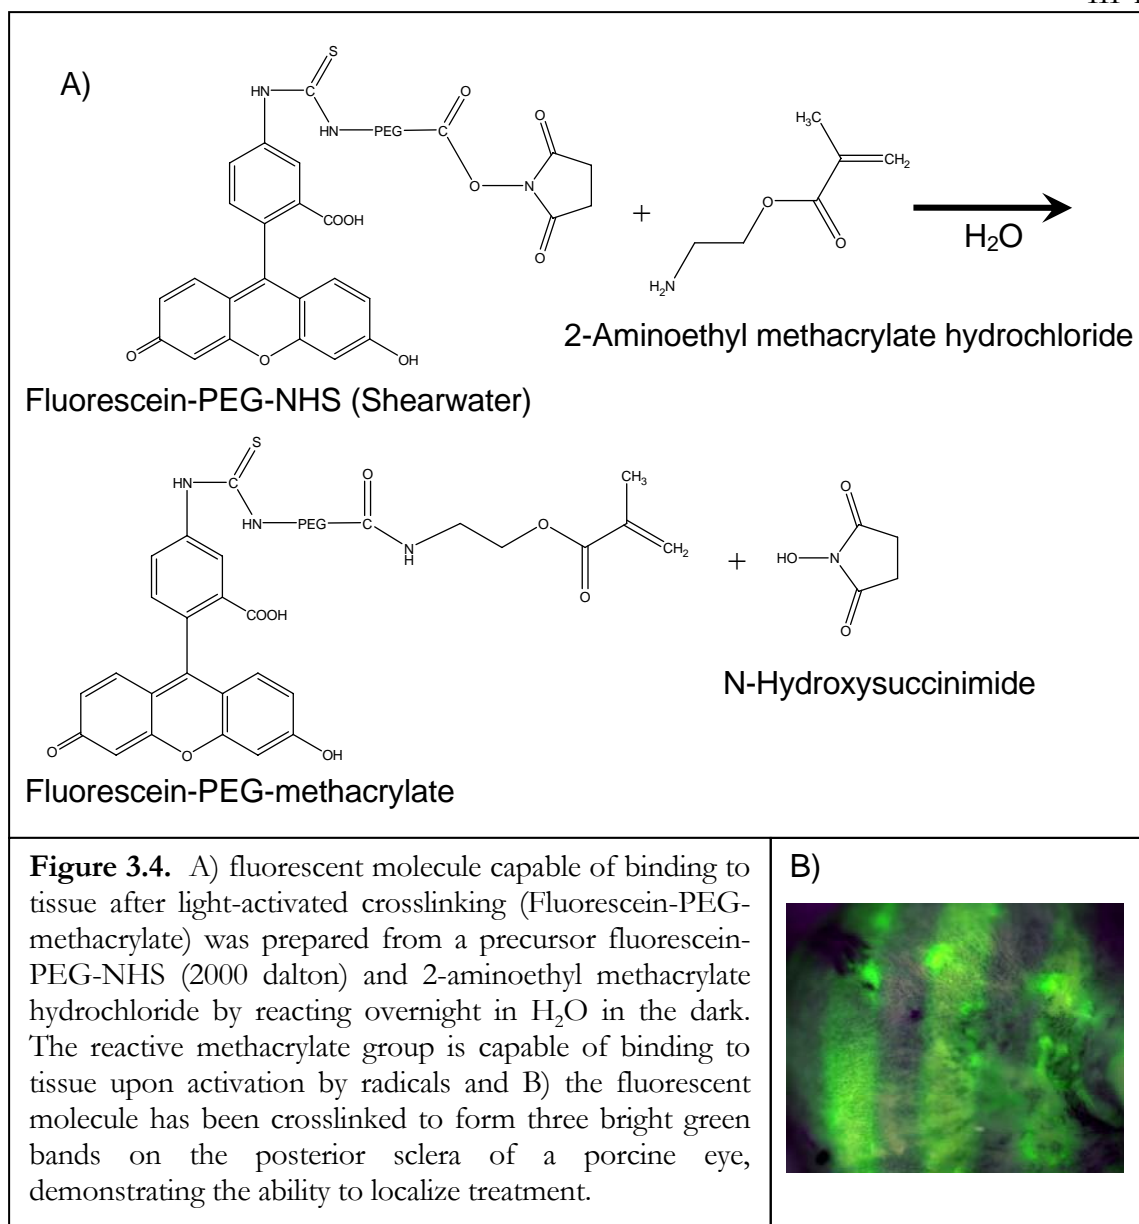 A)
S
HN
C
HN
PEG
C
O
O
N
O
O
COOH
O
O
OH
+
H3C
CH2
O
O
H2N
H2O
2-Aminoethyl methacrylate hydrochloride
Fluorescein-PEG-NHS (Shearwater)
S
HN
C
HN
PEG
C
O
N
H
O
O
CH3
CH2
COOH
O
O
OH
+
HO
N
O
O
N-Hydroxysuccinimide
Fluorescein-PEG-methacrylate
Figure 3.4. A) fluorescent molecule capable of binding to
tissue after light-activated crosslinking (Fluorescein-PEG-
methacrylate) was prepared from a precursor fluorescein-
PEG-NHS (2000 dalton) and 2-aminoethyl methacrylate
hydrochloride by reacting overnight in H2O in the dark.
The reactive methacrylate group is capable of binding to
tissue upon activation by radicals and B) the fluorescent
molecule has been crosslinked to form three bright green
bands on the posterior sclera of a porcine eye,
demonstrating the ability to localize treatment.
B)